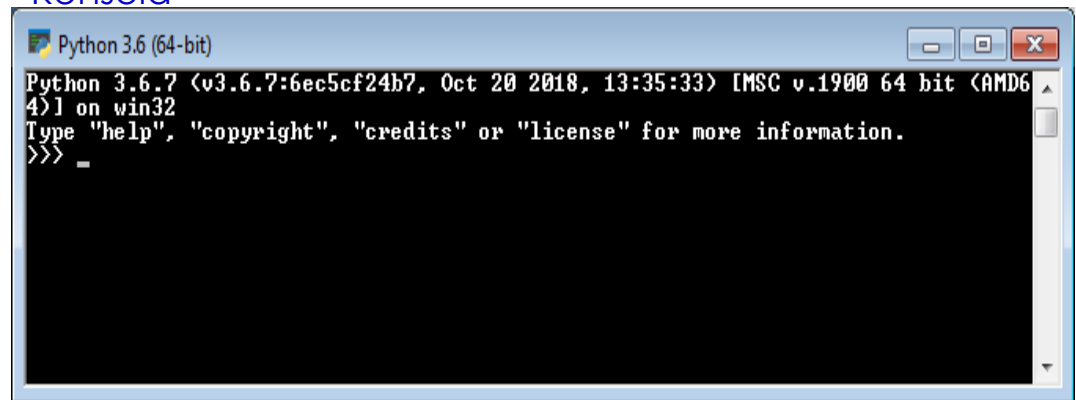 Konsola
Python 3.6 (64-bit)
Python 3.6.7 (v3.6.7:6ec5cf24b7, Oct 20 2018, 13:35:33) [MSC v.1900 64 bit (AMD6
4)] on win32
Type "help", "copyright", "credits" or "license" for more information.
>>> _